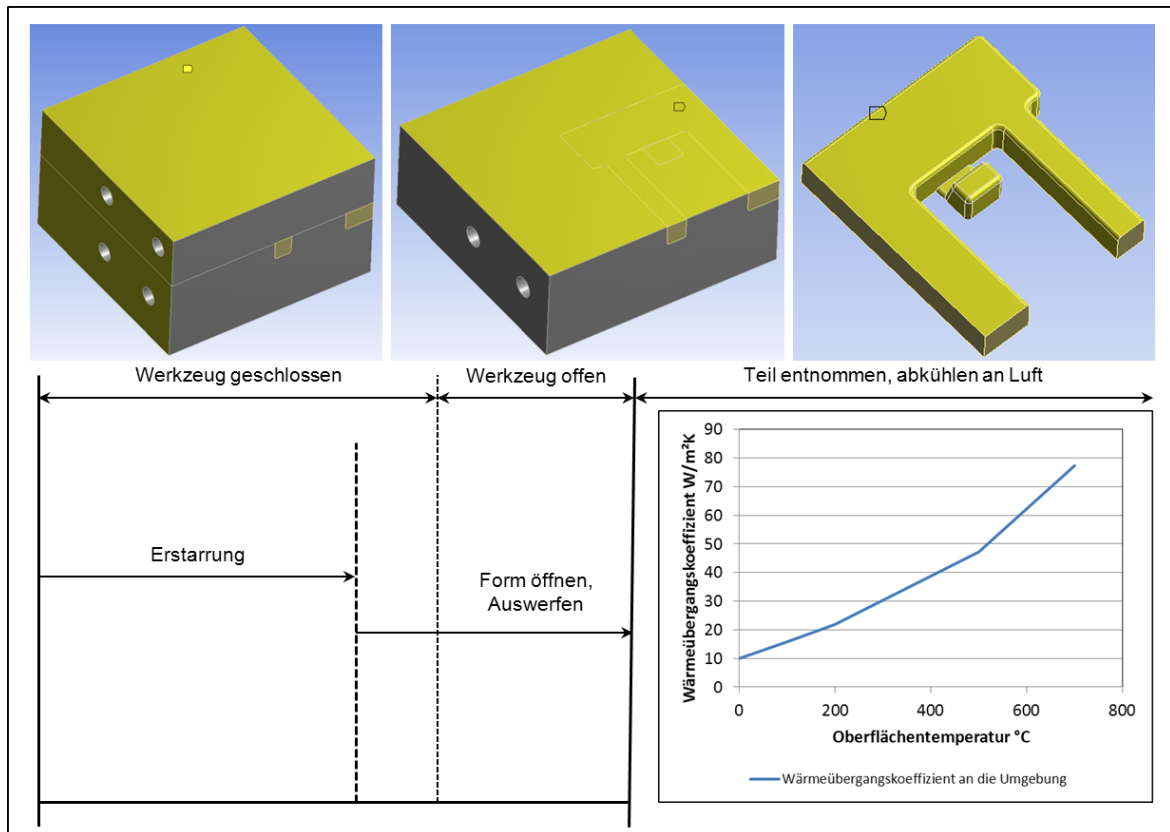 Werkzeug geschlossen
Werkzeug offen
Teil entnommen, abkühlen an Luft
Erstarrung
Form öffnen,
Auswerfen
Wärmeübergangskoeffizient W/m²K
90
80
70
60
50
40
30
20
10
0
0
200
400
600
800
Oberflächentemperatur °C
Wärmeübergangskoeffizient an die Umgebung